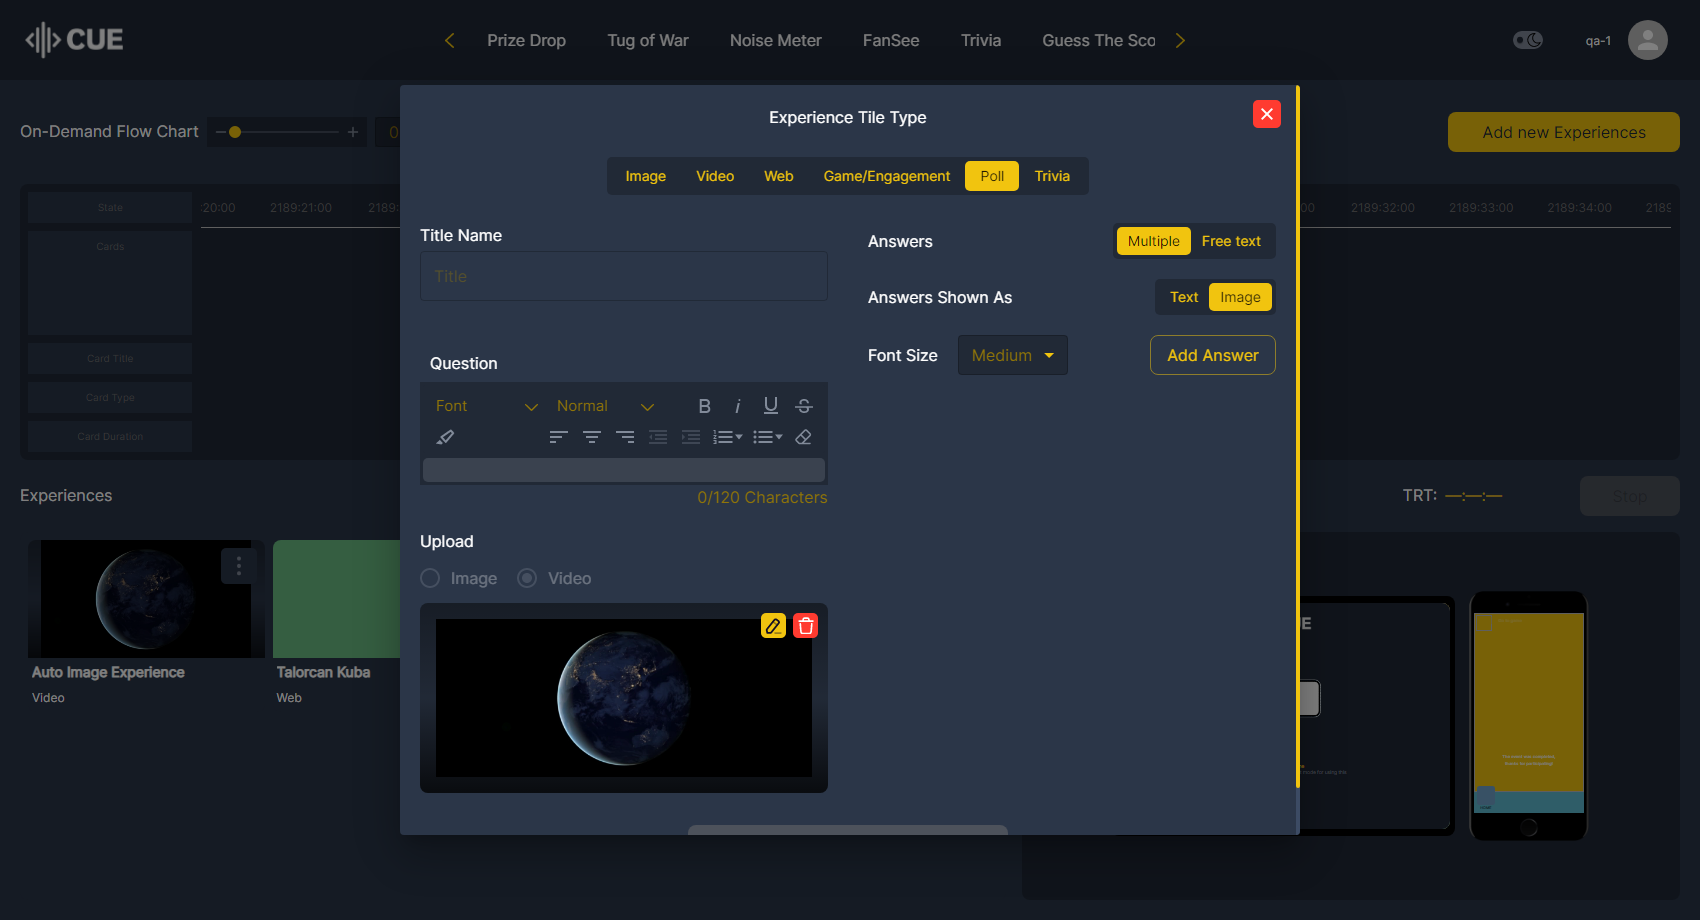 CUE
Prize Drop
Tug of War
Noise Meter
FanSee
Trivia
Guess The Sco
qa-1
On-Demand Flow Chart
0
Add new Experiences
State
:20:00
2189:21:00
2189:
00
2189:32:00
2189:33:00
2189:34:00
2189
Cards
Card Title
Card Type
Card Duration
Experiences
TRT: —:—:—
Stop
Auto Image Experience
Video
Talorcan Kuba
Web
Experience Tile Type
Image
Video
Web
Game/Engagement
Poll
Trivia
Title Name
Title
Question
Font
Normal
0/120 Characters
Upload
Image
Video
Answers
Multiple
Free text
Answers Shown As
Text
Image
Font Size
Medium
Add Answer